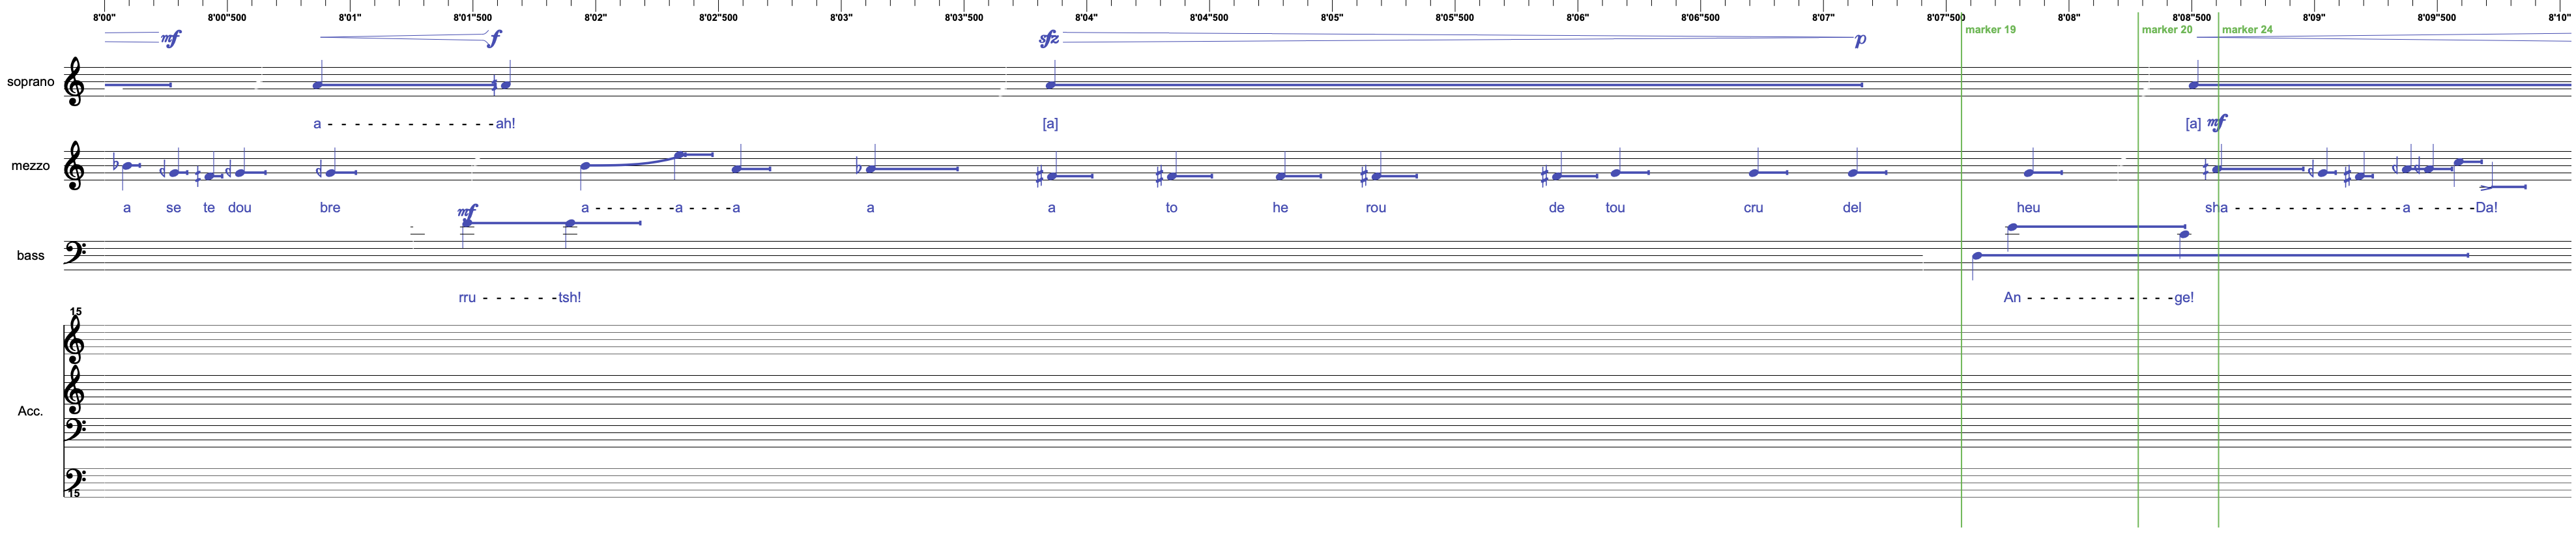 8'00" 8'00"500 8'01" 8'01"500 8'02" 8'02"500 8'03" 8'03"500 8'04" 8'04"500 8'05" 8'05"500 8'06" 8'06"500 8'07" 8'07"500 8'08" 8'08"500 8'09" 8'09"500 8'10"
mf f sfz p marker 19 marker 20 marker 24
soprano
a - - - - - - - - - - - - - - ah! [a] [a] mf
mezzo
a se te dou bre a - - - - - - - a - - - - - a a a to he rou de tou cru del heu sha - - - - - - - - - - - - - - a - - - - - Da!
mf
bass
rru - - - - - - tsh! An - - - - - - - - - - - - ge!
15
Acc.
15